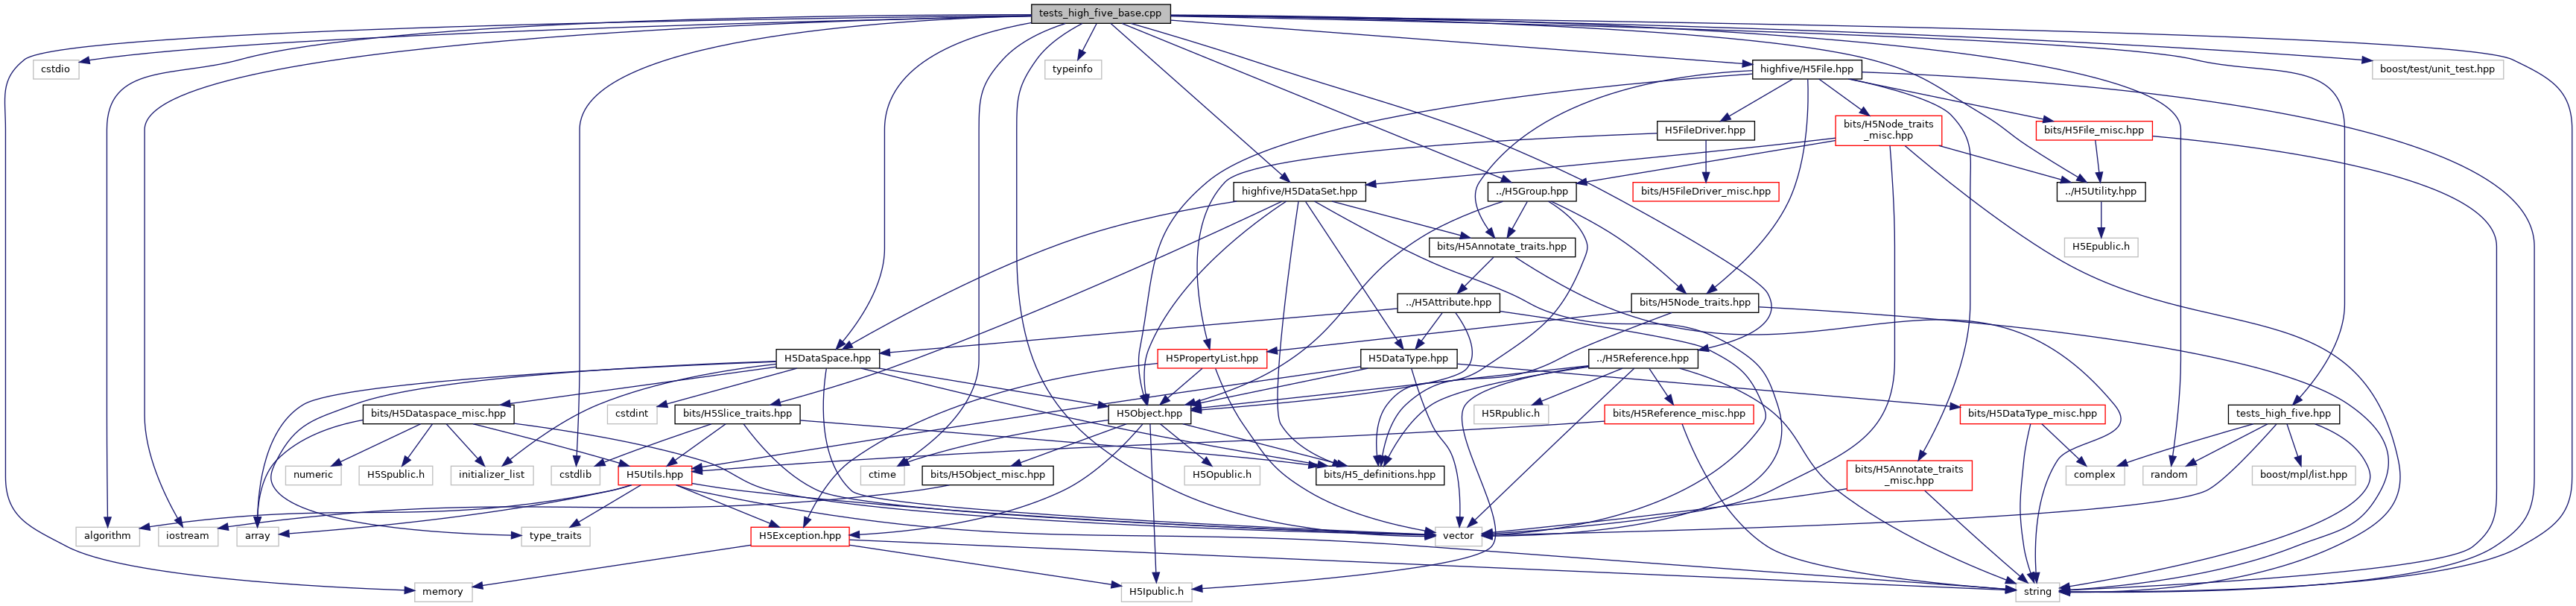 tests_high_five_base.cpp
cstdio
typeinfo
highfive/H5File.hpp
boost/test/unit_test.hpp
H5FileDriver.hpp
bits/H5Node_traits
_misc.hpp
bits/H5File_misc.hpp
highfive/H5DataSet.hpp
../H5Group.hpp
bits/H5FileDriver_misc.hpp
../H5Utility.hpp
bits/H5Annotate_traits.hpp
H5Epublic.h
../H5Attribute.hpp
bits/H5Node_traits.hpp
H5DataSpace.hpp
H5PropertyList.hpp
H5DataType.hpp
../H5Reference.hpp
bits/H5Dataspace_misc.hpp
cstdint
bits/H5Slice_traits.hpp
H5Object.hpp
H5Rpublic.h
bits/H5Reference_misc.hpp
bits/H5DataType_misc.hpp
tests_high_five.hpp
numeric
H5Spublic.h
initializer_list
cstdlib
H5Utils.hpp
ctime
bits/H5Object_misc.hpp
H5Opublic.h
bits/H5_definitions.hpp
bits/H5Annotate_traits
_misc.hpp
complex
random
boost/mpl/list.hpp
algorithm
iostream
array
type_traits
H5Exception.hpp
vector
memory
H5Ipublic.h
string